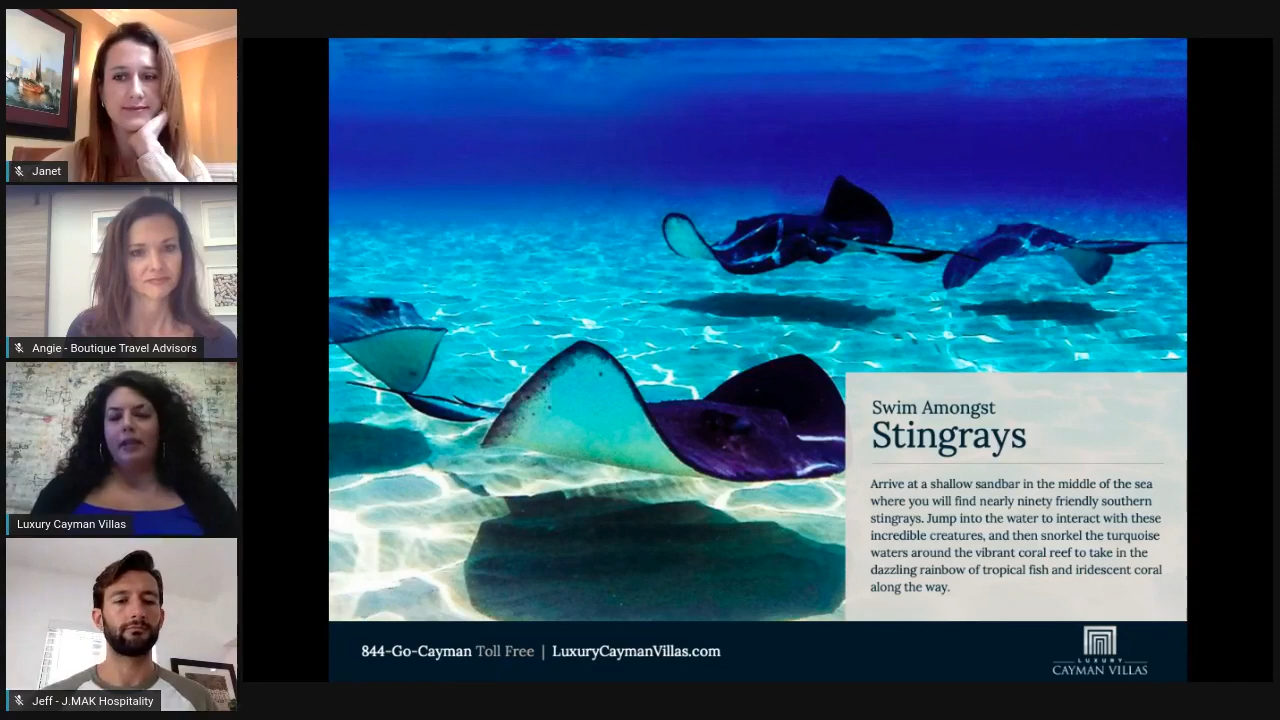 Janet
Angie - Boutique Travel Advisors
Luxury Cayman Villas
Jeff - J.MAK Hospitality
Swim Amongst
Stingrays
Arrive at a shallow sandbar in the middle of the sea
where you will find nearly ninety friendly southern
stingrays. Jump into the water to interact with these
incredible creatures, and then snorkel the turquoise
waters around the vibrant coral reef to take in the
dazzling rainbow of tropical fish and iridescent coral
along the way.
844-Go-Cayman Toll Free | LuxuryCaymanVillas.com
LUXURY
CAYMAN VILLAS